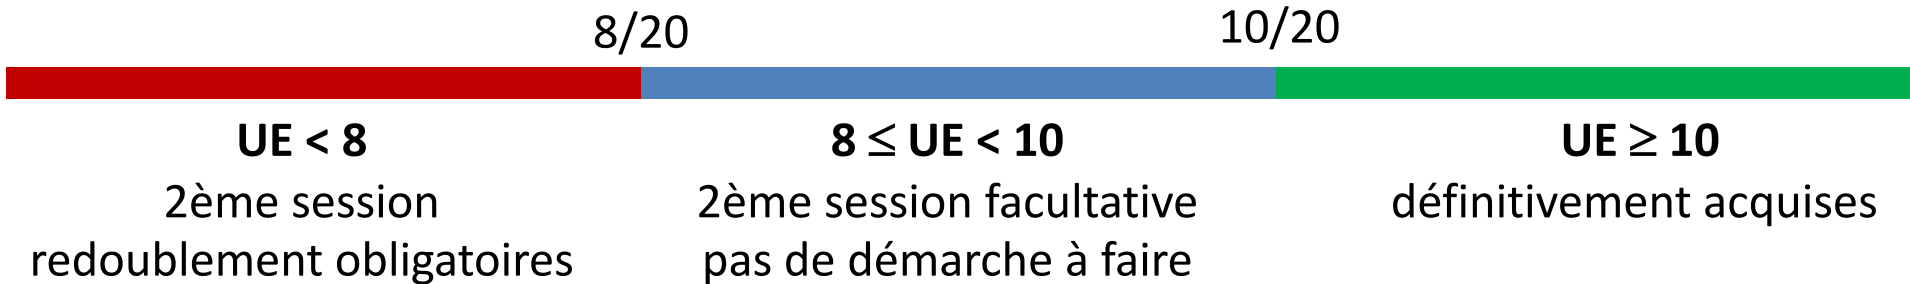 8/20
10/20
UE < 8
2ème session
redoublement obligatoires
8 ≤ UE < 10
2ème session facultative
pas de démarche à faire
UE ≥ 10
définitivement acquises